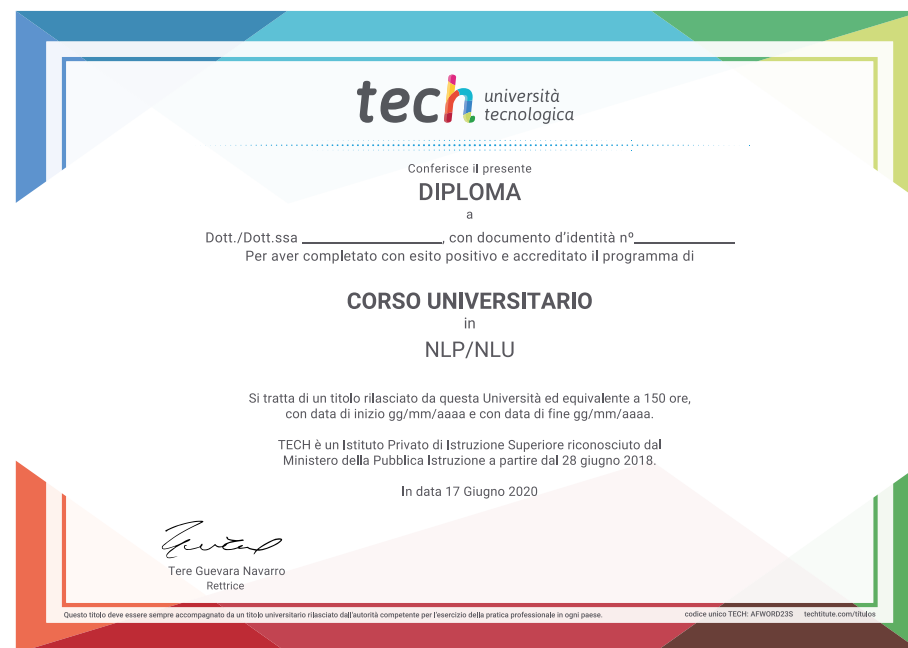 tech università
tecnologica
Conferisce il presente
DIPLOMA
a
Dott./Dott.ssa ____________________, con documento d'identità nº______________
Per aver completato con esito positivo e accreditato il programma di
CORSO UNIVERSITARIO
in
NLP/NLU
Si tratta di un titolo rilasciato da questa Università ed equivalente a 150 ore,
con data di inizio gg/mm/aaaa e con data di fine gg/mm/aaaa.
TECH è un Istituto Privato di Istruzione Superiore riconosciuto dal
Ministero della Pubblica Istruzione a partire dal 28 giugno 2018.
In data 17 Giugno 2020
Tere Guevara Navarro
Rettrice
Questo titolo deve essere sempre accompagnato da un titolo universitario rilasciato dall'autorità competente per l'esercizio della pratica professionale in ogni paese. codice unico TECH: AFWORD23S techtitute.com/titulos